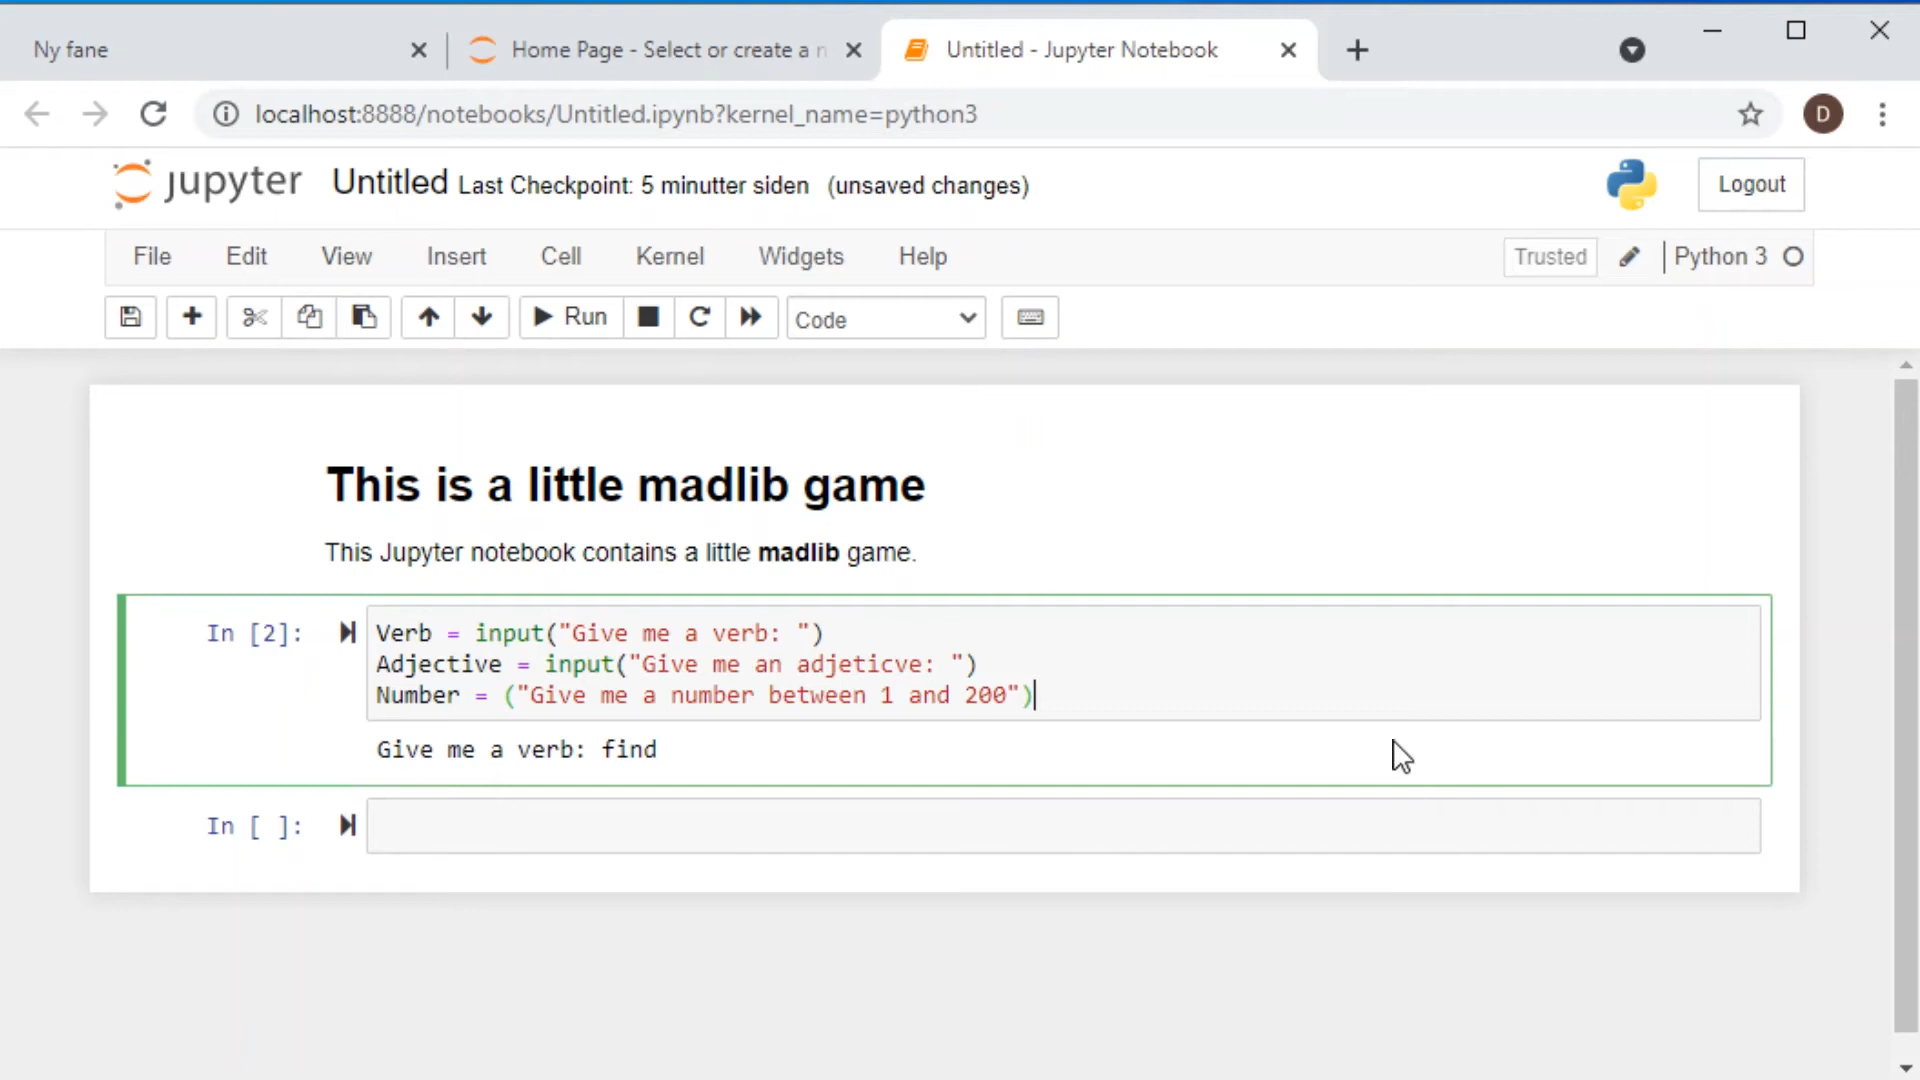 Ny fane
Home Page - Select or create a n
Untitled - Jupyter Notebook
localhost:8888/notebooks/Untitled.ipynb?kernel_name=python3
D
jupyter Untitled Last Checkpoint: 5 minutter siden (unsaved changes)
Logout
File Edit View Insert Cell Kernel Widgets Help
Trusted Python 3
Run Code
This is a little madlib game
This Jupyter notebook contains a little madlib game.
In [2]: Verb = input("Give me a verb: ")
Adjective = input("Give me an adjeticve: ")
Number = ("Give me a number between 1 and 200")
Give me a verb: find
In [ ]: